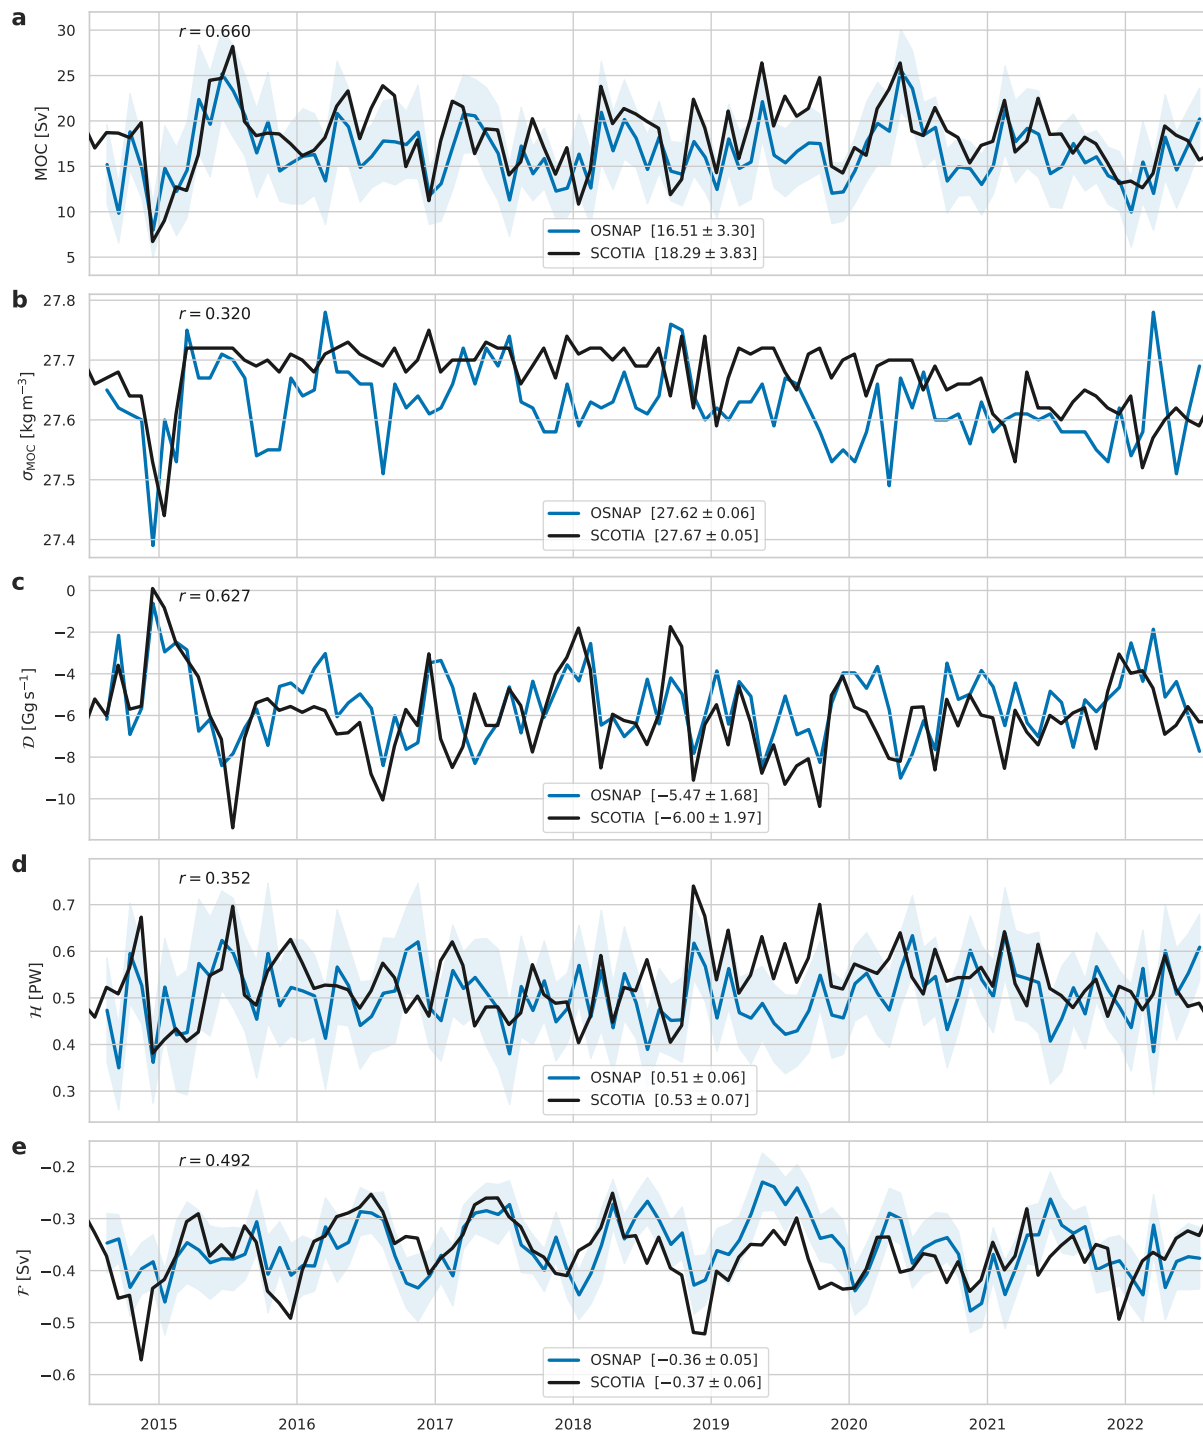 a
r = 0.660
30
25
20
15
10
5
MOC [Sv]
OSNAP [16.51 ± 3.30]
SCOTIA [18.29 ± 3.83]
b
r = 0.320
27.8
27.7
27.6
27.5
27.4
σMOC [kg m⁻³]
OSNAP [27.62 ± 0.06]
SCOTIA [27.67 ± 0.05]
c
r = 0.627
0
−2
−4
−6
−8
−10
𝒟 [Gg s⁻¹]
OSNAP [−5.47 ± 1.68]
SCOTIA [−6.00 ± 1.97]
d
r = 0.352
0.7
0.6
0.5
0.4
0.3
ℋ [PW]
OSNAP [0.51 ± 0.06]
SCOTIA [0.53 ± 0.07]
e
r = 0.492
−0.2
−0.3
−0.4
−0.5
−0.6
ℱ [Sv]
OSNAP [−0.36 ± 0.05]
SCOTIA [−0.37 ± 0.06]
2015 2016 2017 2018 2019 2020 2021 2022